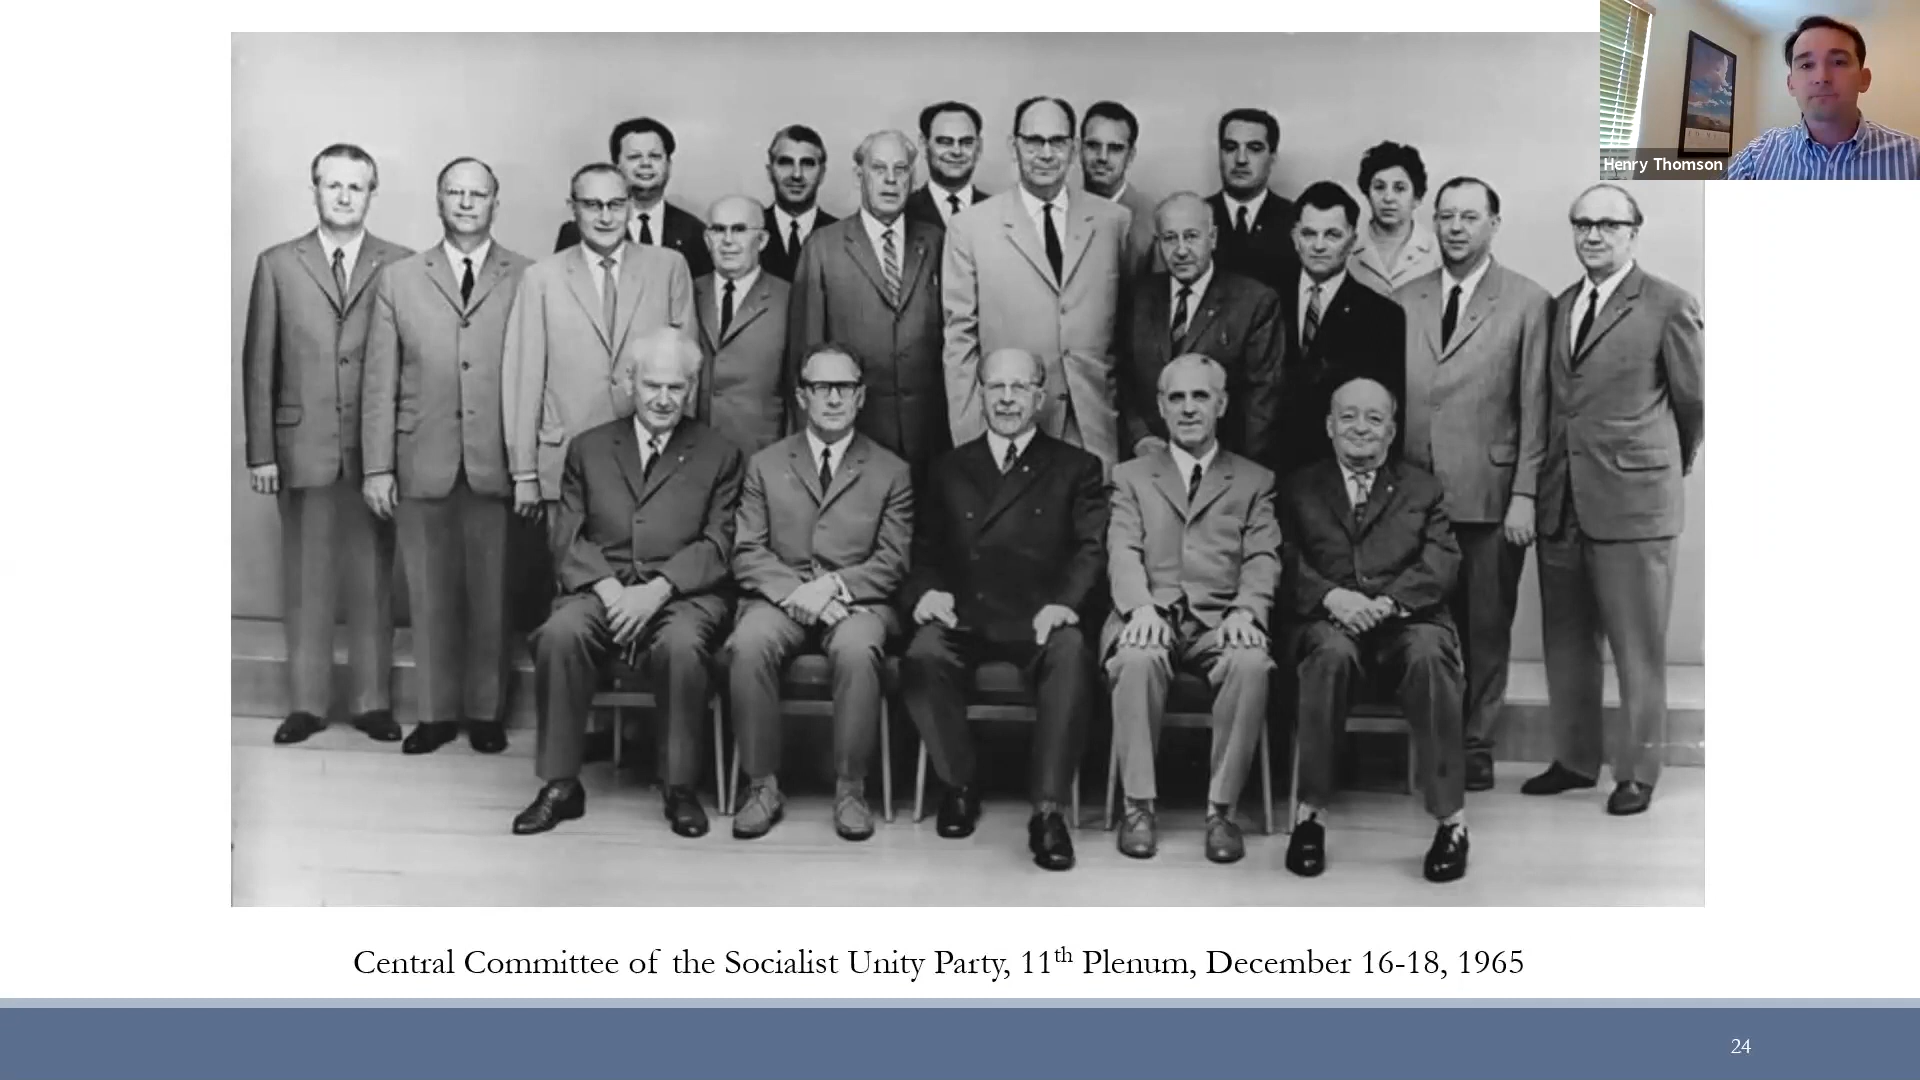 Henry Thomson
Central Committee of the Socialist Unity Party, 11th Plenum, December 16-18, 1965
24